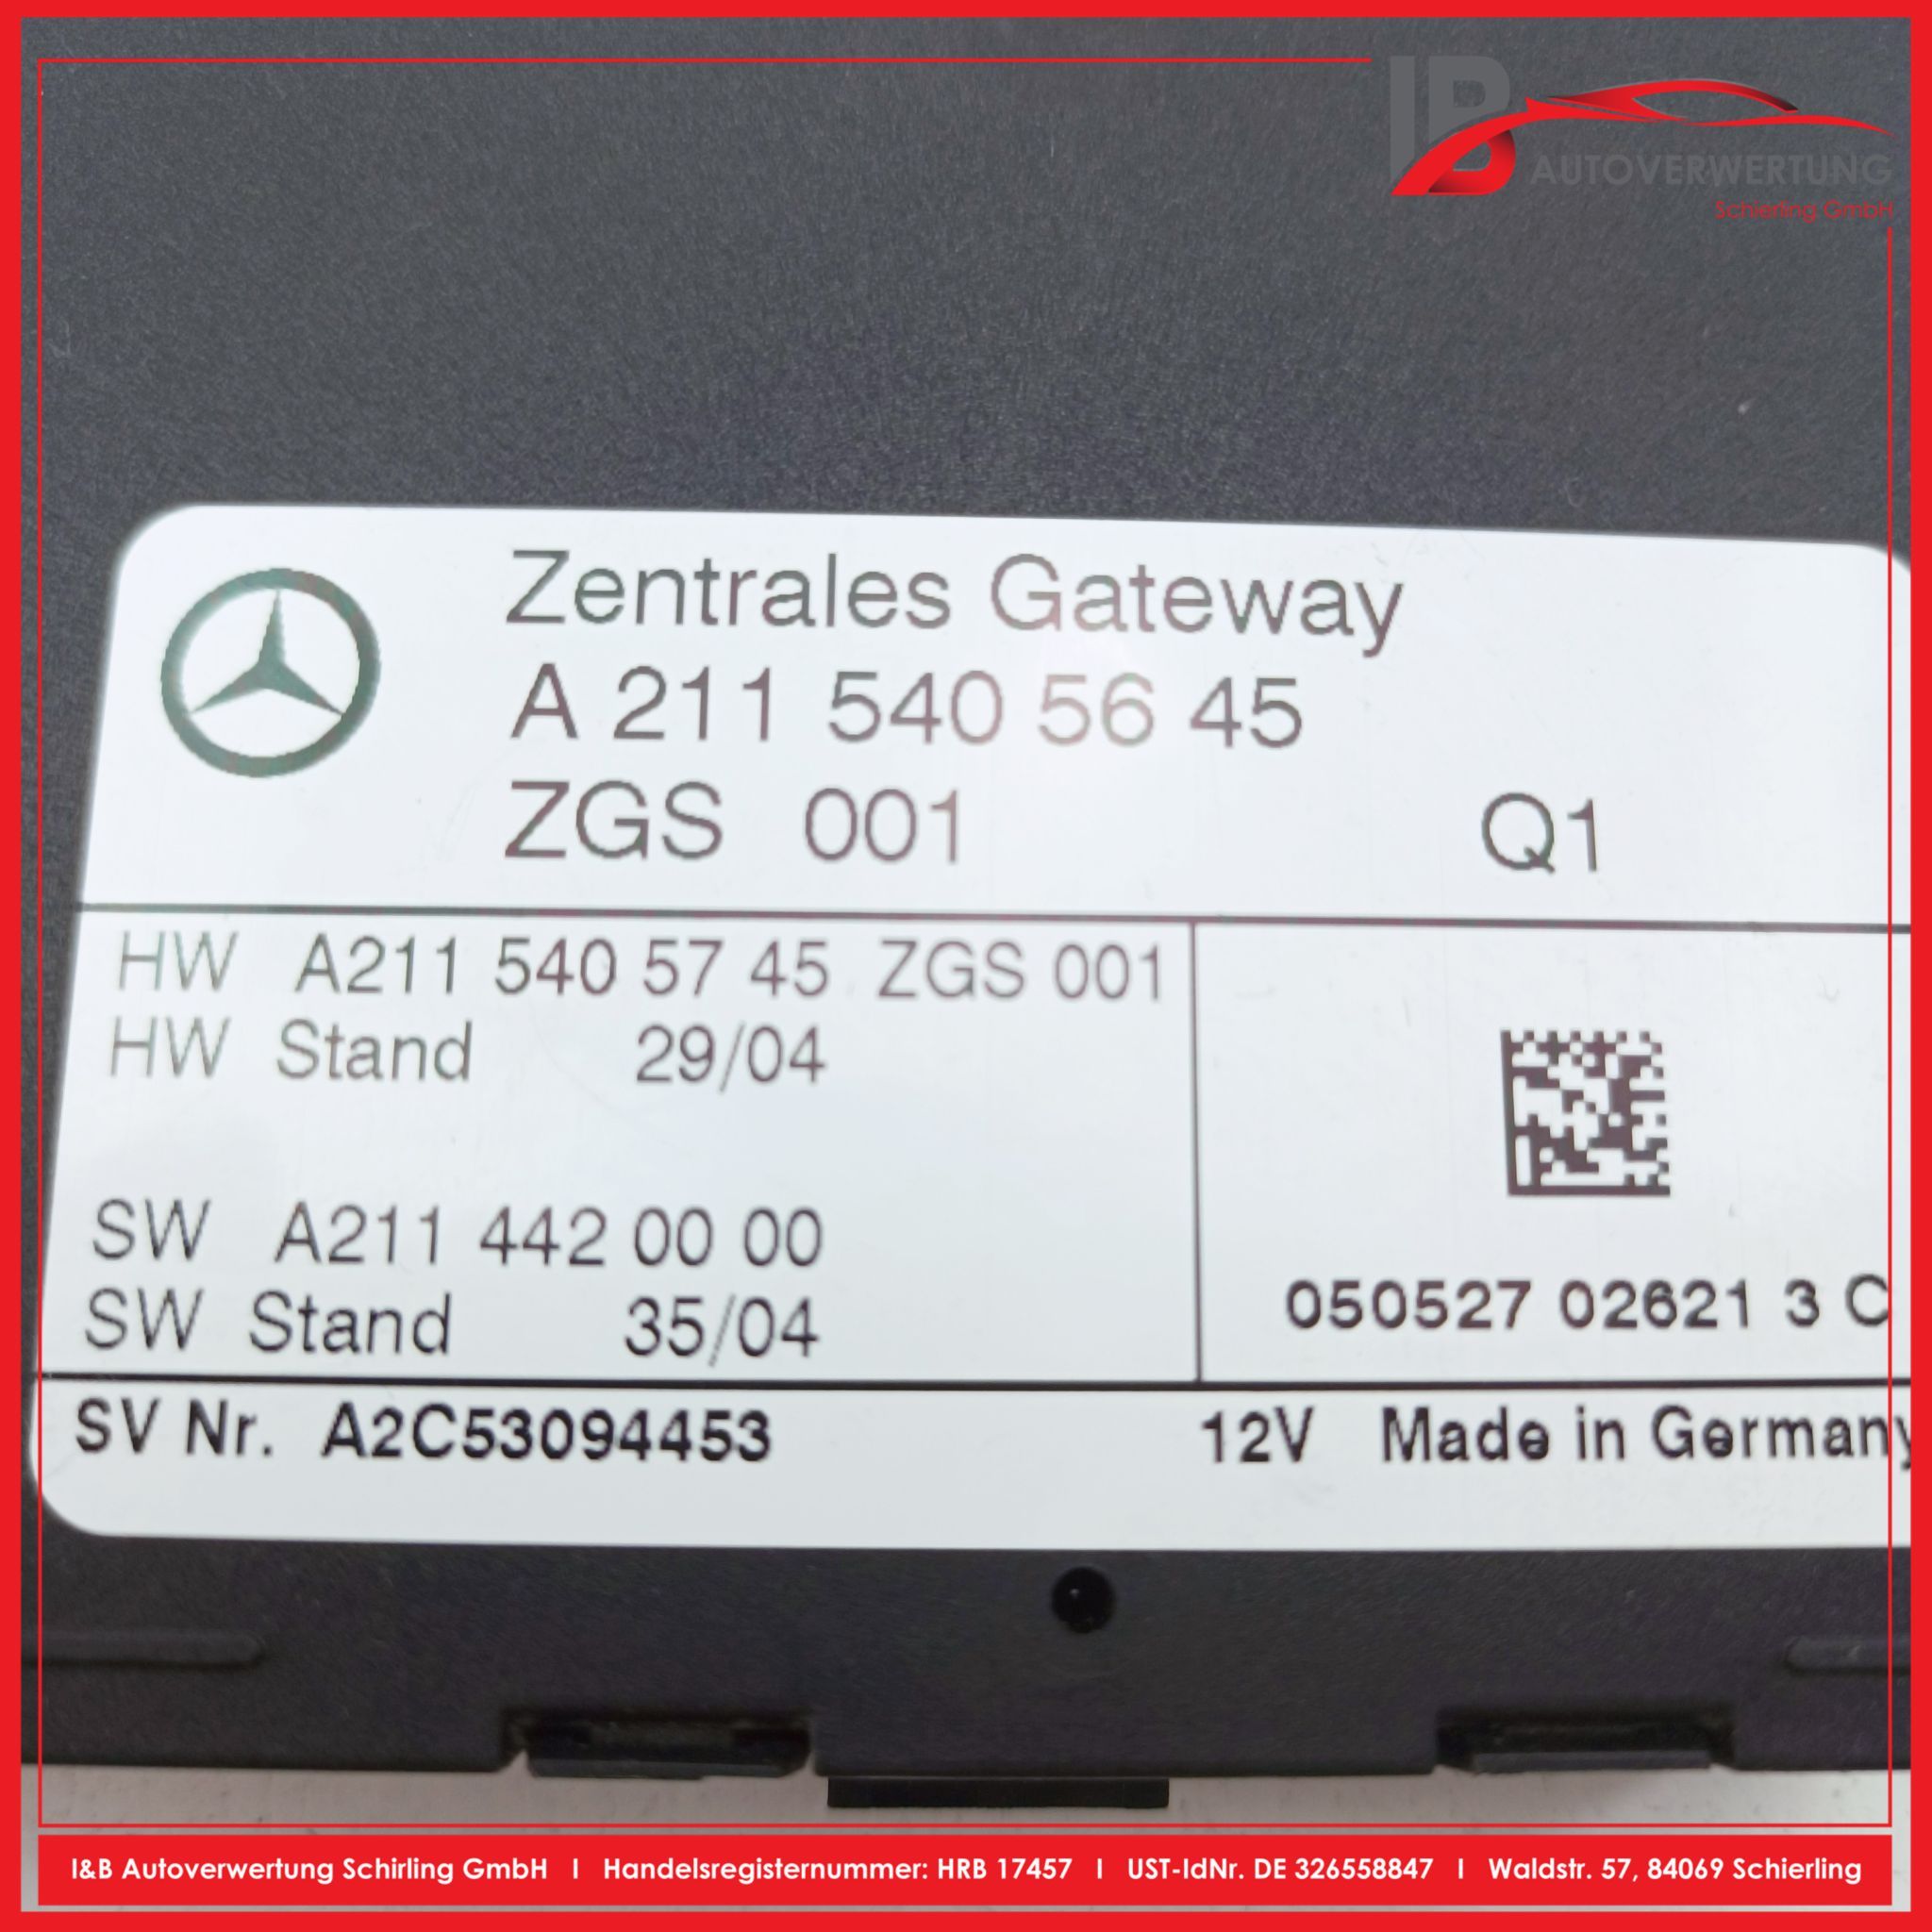 IB
AUTOVERWERTUNG
Schierling GmbH
Zentrales Gateway
A 211 540 56 45
ZGS 001 Q1
HW A211 540 57 45 ZGS 001
HW Stand 29/04
SW A211 442 00 00
SW Stand 35/04
050527 02621 3 C
SV Nr. A2C53094453 12V Made in Germany
I&B Autoverwertung Schirling GmbH I Handelsregisternummer: HRB 17457 I UST-IdNr. DE 326558847 I Waldstr. 57, 84069 Schierling